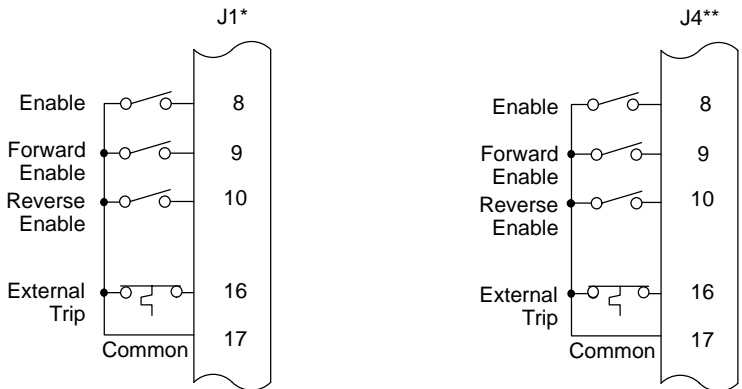 J1*
Enable
8
Forward
Enable
9
Reverse
Enable
10
External
Trip
16
Common
17
J4**
Enable
8
Forward
Enable
9
Reverse
Enable
10
External
Trip
16
Common
17